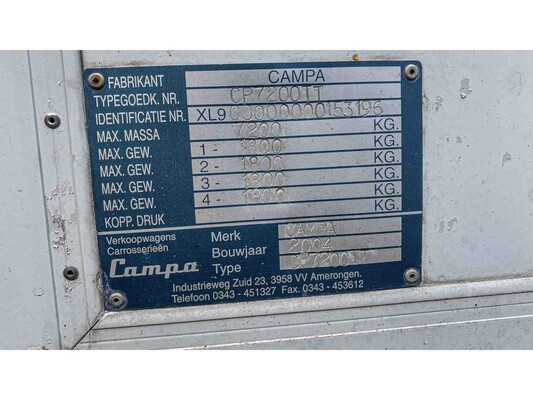 FABRIKANT CAMPA
TYPEGOEDK. NR. CP7200TT
IDENTIFICATIE NR. XL9C0000000153196
MAX. MASSA 7200 KG.
MAX. GEW. 1 - 1800 KG.
MAX. GEW. 2 - 1800 KG.
MAX. GEW. 3 - 1800 KG.
MAX. GEW. 4 - 1800 KG.
KOPP. DRUK
Verkoopwagens
Carrosserieën
Campa
Merk CAMPA
Bouwjaar 2004
Type
Industrieweg Zuid 23, 3958 VV Amerongen.
Telefoon 0343 - 451327 Fax. 0343 - 453612